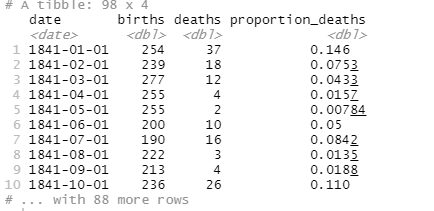 # A tibble: 98 x 4
date births deaths proportion_deaths
<date> <dbl> <dbl> <dbl>
1 1841-01-01 254 37 0.146
2 1841-02-01 239 18 0.0753
3 1841-03-01 277 12 0.0433
4 1841-04-01 255 4 0.0157
5 1841-05-01 255 2 0.00784
6 1841-06-01 200 10 0.05
7 1841-07-01 190 16 0.0842
8 1841-08-01 222 3 0.0135
9 1841-09-01 213 4 0.0188
10 1841-10-01 236 26 0.110
# ... with 88 more rows